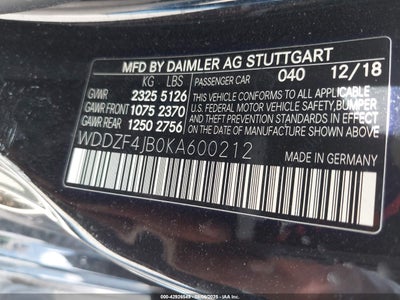 MFD BY DAIMLER AG STUTTGART
KG LBS PASSENGER CAR 040 12/18
GVWR 2325 5126
GAWR FRONT 1075 2370
GAWR REAR 1250 2756
THIS VEHICLE CONFORMS TO ALL APPLICABLE
U.S. FEDERAL MOTOR VEHICLE SAFETY, BUMPER
AND THEFT PREVENTION STANDARDS IN EFFECT
ON THE DATE OF MANUFACTURE SHOWN ABOVE
WDDZF4JB0KA600212
MADE IN GERMANY